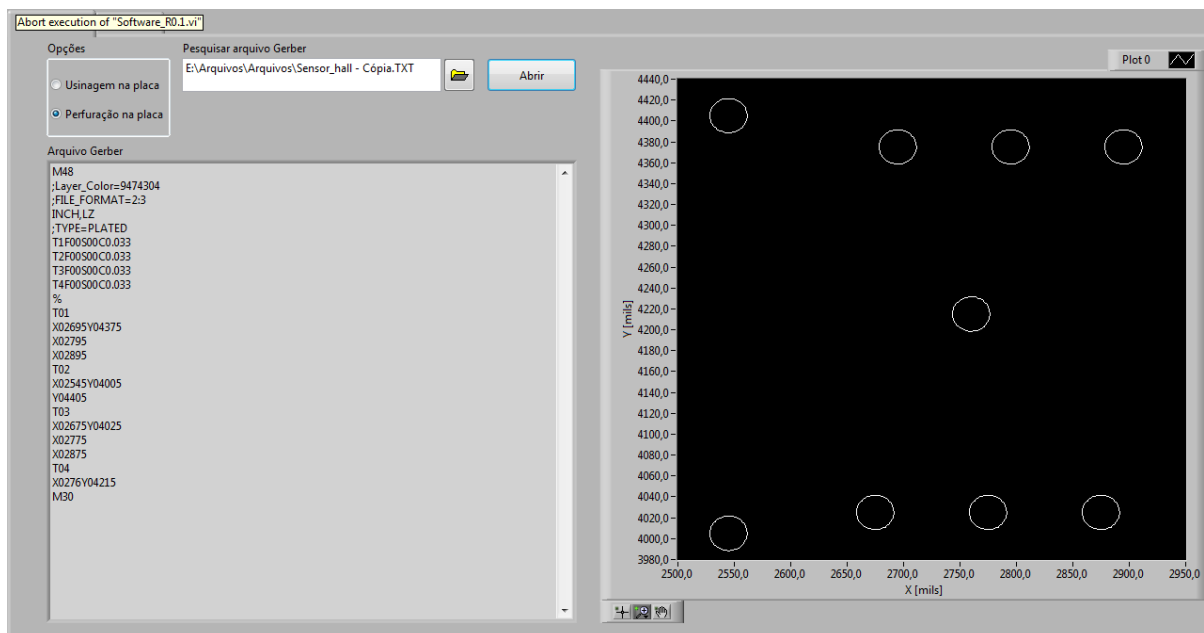 Abort execution of "Software_R0.1.vi"
Opções
Usinagem na placa
Perfuração na placa
Pesquisar arquivo Gerber
E:\Arquivos\Arquivos\Sensor_hall - Cópia.TXT
Abrir
Arquivo Gerber
M48
;Layer_Color=9474304
;FILE_FORMAT=2:3
INCH,LZ
;TYPE=PLATED
T1F00S00C0.033
T2F00S00C0.033
T3F00S00C0.033
T4F00S00C0.033
%
T01
X02695Y04375
X02795
X02895
T02
X02545Y04005
Y04405
T03
X02675Y04025
X02775
X02875
T04
X0276Y04215
M30
Plot 0
4440,0
4420,0
4400,0
4380,0
4360,0
4340,0
4320,0
4300,0
4280,0
4260,0
4240,0
4220,0
4200,0
4180,0
4160,0
4140,0
4120,0
4100,0
4080,0
4060,0
4040,0
4020,0
4000,0
3980,0
Y [mils]
2500,0 2550,0 2600,0 2650,0 2700,0 2750,0 2800,0 2850,0 2900,0 2950,0
X [mils]